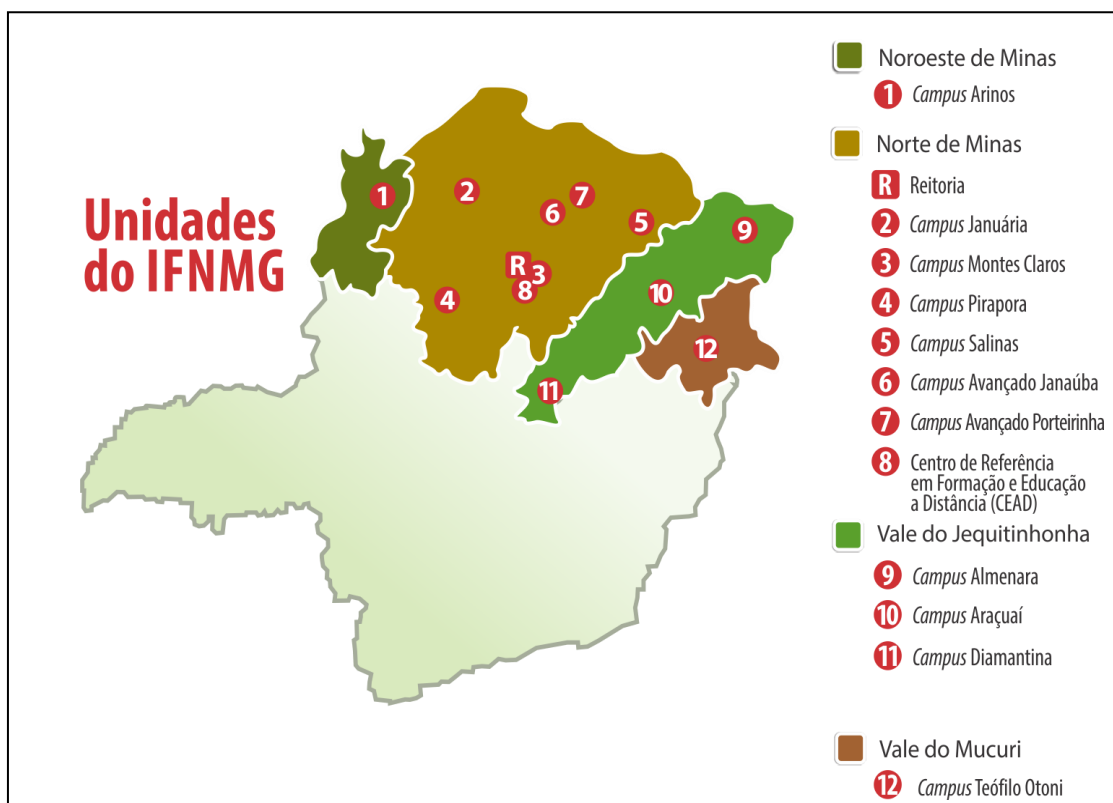 Unidades
do IFNMG
1
2
7
6
5
9
R
3
8
4
10
12
11
Noroeste de Minas
1 Campus Arinos
Norte de Minas
R Reitoria
2 Campus Januária
3 Campus Montes Claros
4 Campus Pirapora
5 Campus Salinas
6 Campus Avançado Janaúba
7 Campus Avançado Porteirinha
8 Centro de Referência
em Formação e Educação
a Distância (CEAD)
Vale do Jequitinhonha
9 Campus Almenara
10 Campus Araçuaí
11 Campus Diamantina
Vale do Mucuri
12 Campus Teófilo Otoni